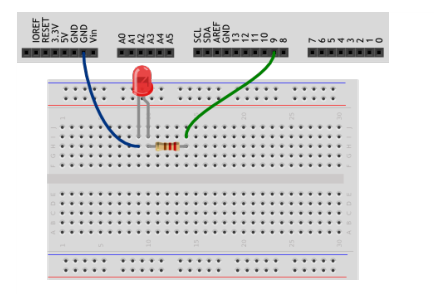 IOREF
RESET
3.3V
5V
GND
GND
Vin
A0
A1
A2
A3
A4
A5
SCL
SDA
AREF
GND
13
12
11
10
9
8
7
6
5
4
3
2
1
0